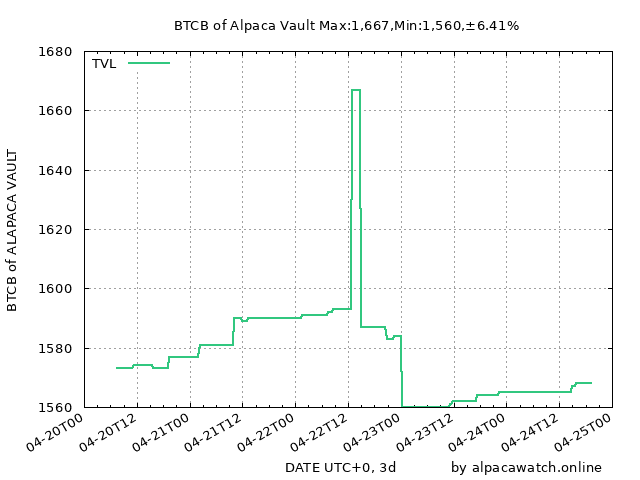 BTCB of Alpaca Vault Max:1,667,Min:1,560,±6.41%
TVL
BTCB of ALAPACA VAULT
1680
1660
1640
1620
1600
1580
1560
04-20T00
04-20T12
04-21T00
04-21T12
04-22T00
04-22T12
04-23T00
04-23T12
04-24T00
04-24T12
04-25T00
DATE UTC+0, 3d
by alpacawatch.online